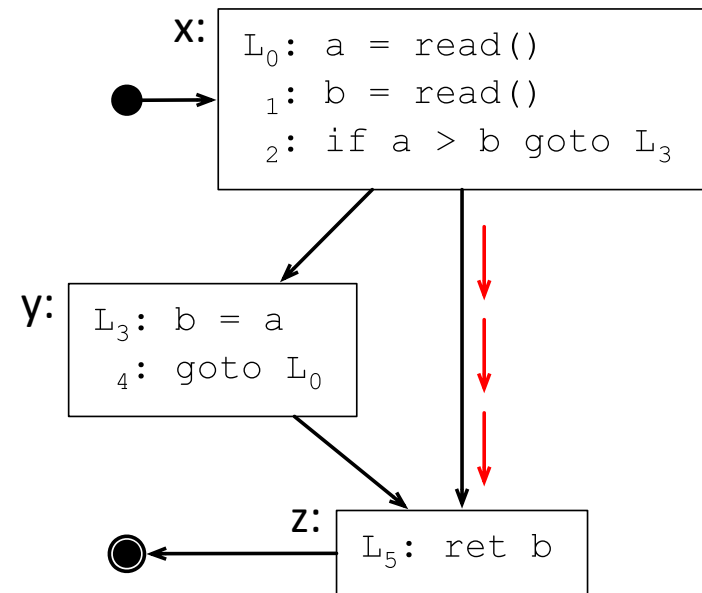 x:
L₀: a = read()
₁: b = read()
₂: if a > b goto L₃
y:
L₃: b = a
₄: goto L₀
z:
L₅: ret b